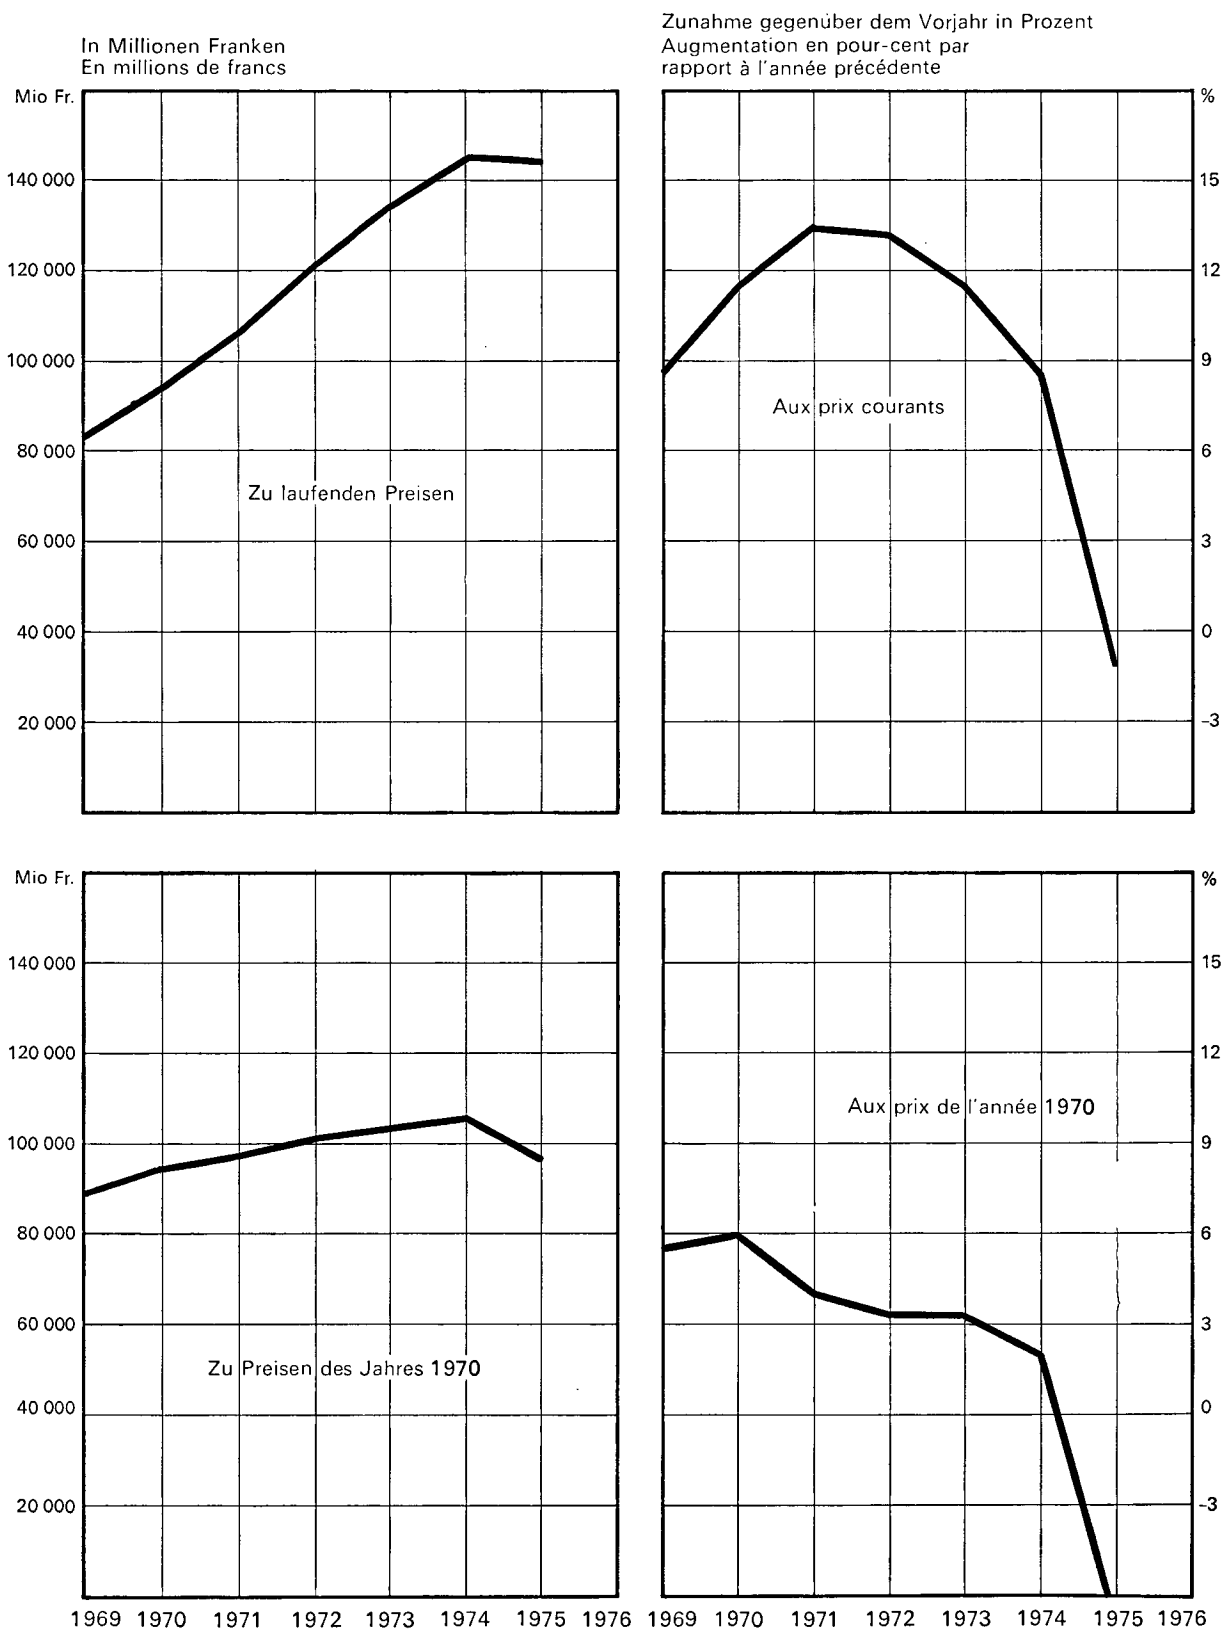 In Millionen Franken
En millions de francs
Zunahme gegenüber dem Vorjahr in Prozent
Augmentation en pour-cent par
rapport à l'année précédente
Mio Fr.
140 000
120 000
100 000
80 000
60 000
40 000
20 000
Zu laufenden Preisen
%
15
12
9
6
3
0
-3
Aux prix courants
Mio Fr.
140 000
120 000
100 000
80 000
60 000
40 000
20 000
Zu Preisen des Jahres 1970
1969 1970 1971 1972 1973 1974 1975 1976
%
15
12
9
6
3
0
-3
Aux prix de l'année 1970
1969 1970 1971 1972 1973 1974 1975 1976